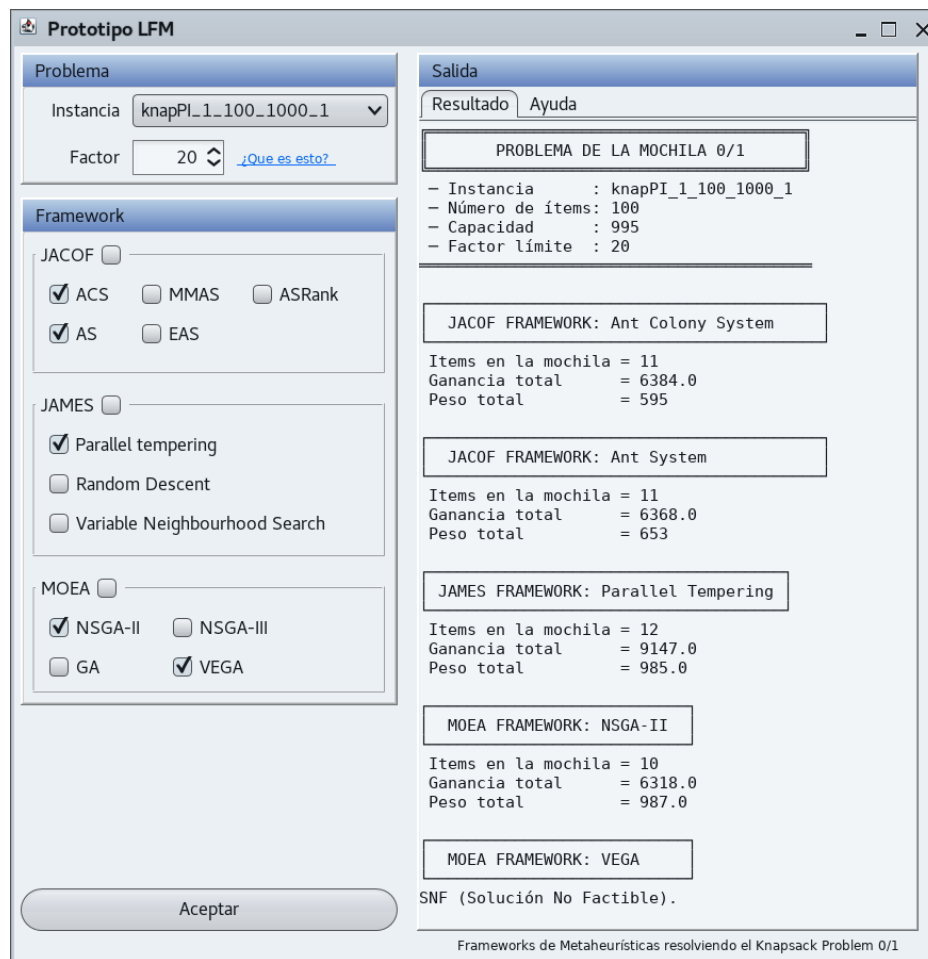 Prototipo LFM
Problema
Instancia knapPI_1_100_1000_1
Factor 20 ¿Que es esto?
Framework
JACOF
ACS MMAS ASRank
AS EAS
JAMES
Parallel tempering
Random Descent
Variable Neighbourhood Search
MOEA
NSGA-II NSGA-III
GA VEGA
Aceptar
Salida
Resultado Ayuda
PROBLEMA DE LA MOCHILA 0/1
— Instancia : knapPI_1_100_1000_1
— Número de ítems: 100
— Capacidad : 995
— Factor límite : 20
JACOF FRAMEWORK: Ant Colony System
Items en la mochila = 11
Ganancia total = 6384.0
Peso total = 595
JACOF FRAMEWORK: Ant System
Items en la mochila = 11
Ganancia total = 6368.0
Peso total = 653
JAMES FRAMEWORK: Parallel Tempering
Items en la mochila = 12
Ganancia total = 9147.0
Peso total = 985.0
MOEA FRAMEWORK: NSGA-II
Items en la mochila = 10
Ganancia total = 6318.0
Peso total = 987.0
MOEA FRAMEWORK: VEGA
SNF (Solución No Factible).
Frameworks de Metaheurísticas resolviendo el Knapsack Problem 0/1